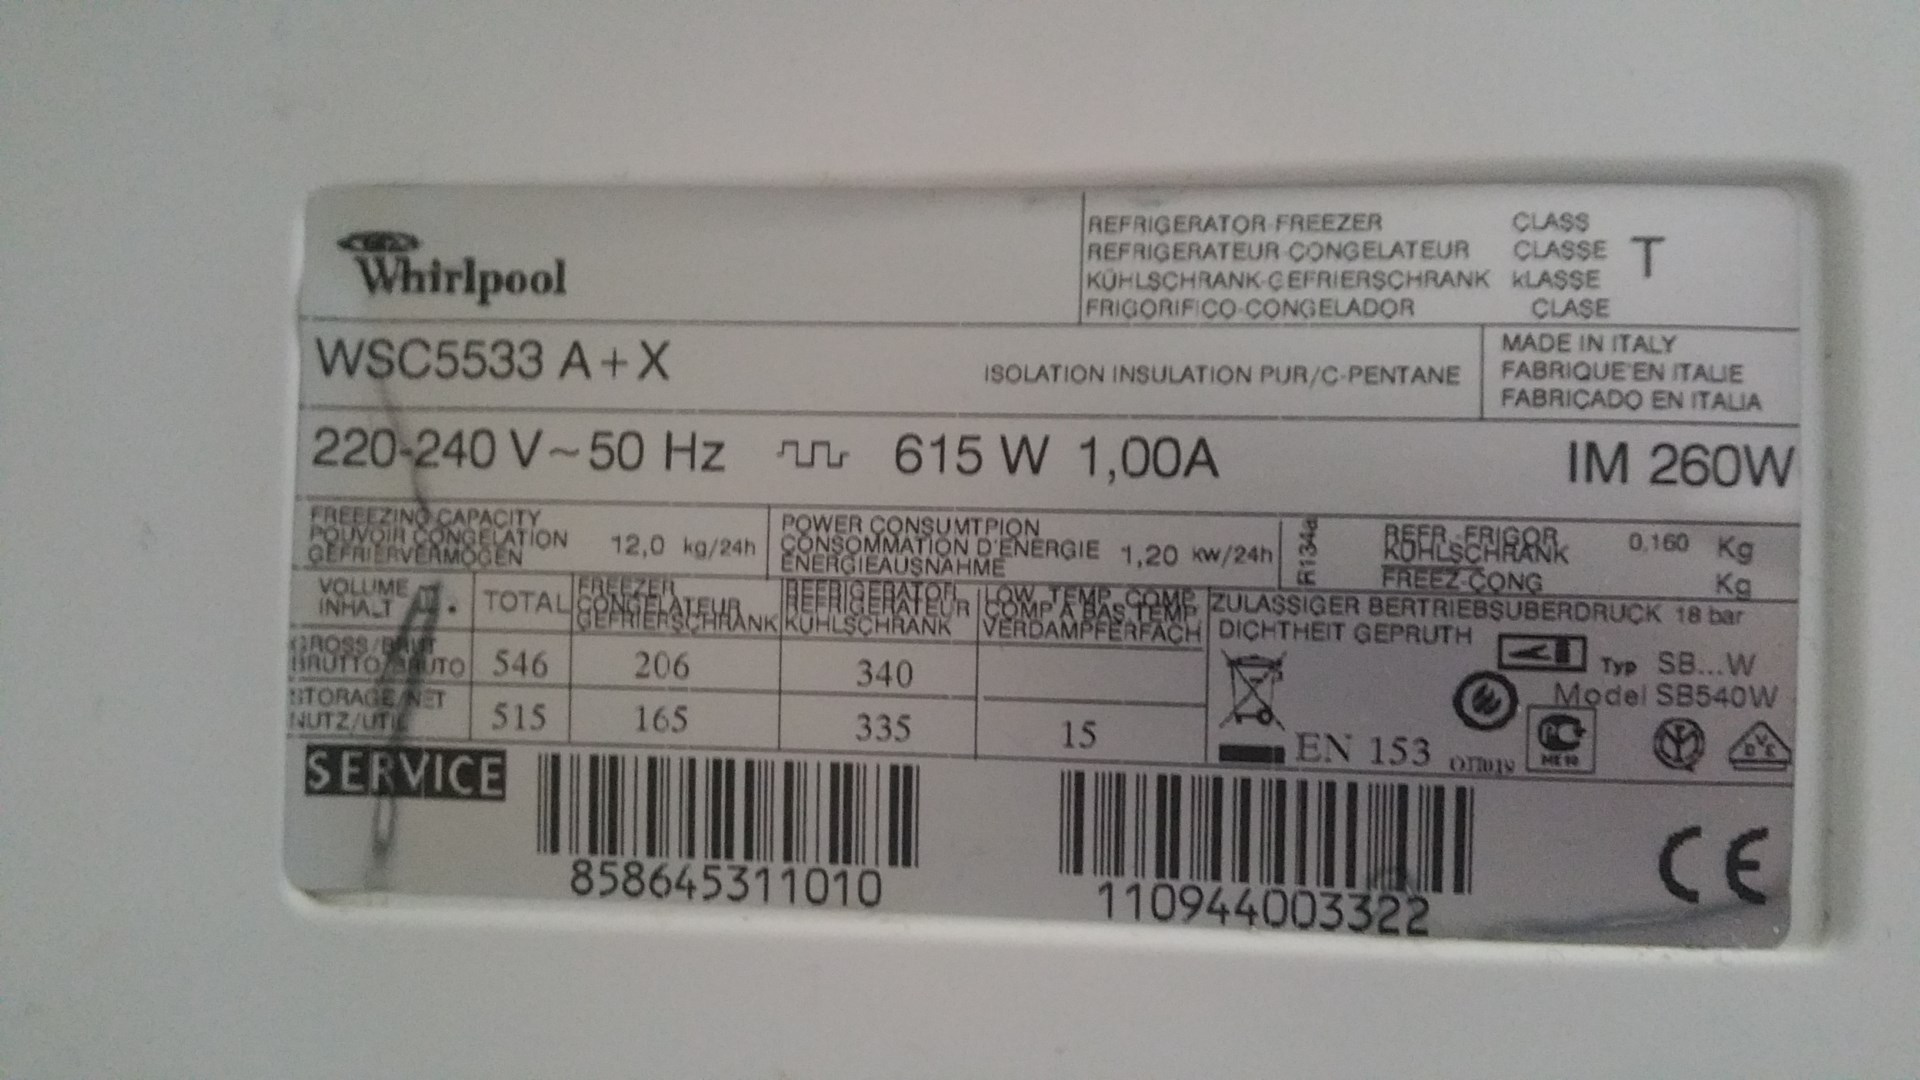 Whirlpool
REFRIGERATOR-FREEZER CLASS
REFRIGERATEUR-CONGELATEUR CLASSE T
KÜHLSCHRANK-GEFRIERSCHRANK KLASSE
FRIGORIFICO-CONGELADOR CLASE
WSC5533 A+X
ISOLATION INSULATION PUR/C-PENTANE
MADE IN ITALY
FABRIQUE'EN ITALIE
FABRICADO EN ITALIA
220-240 V~50 Hz 615 W 1,00A IM 260W
FREEEZING CAPACITY
POUVOIR CONGELATION 12,0 kg/24h
GEFRIERVERMÖGEN
POWER CONSUMTPION
CONSOMMATION D'ENERGIE 1,20 KW/24h
ENERGIEAUSNAHME
R134a
REFR.-FRIGOR 0,160 Kg
KÜHLSCHRANK
FREEZ-CONG Kg
VOLUME
INHALT
TOTAL
FREEZER
CONGELATEUR
GEFRIERSCHRANK
REFRIGERATOR
REFRIGERATEUR
KÜHLSCHRANK
LOW TEMP COMP
COMP A BAS TEMP
VERDAMPFERFACH
ZULASSIGER BERTRIEBSUBERDRUCK 18 bar
DICHTHEIT GEPRUTH
GROSS/BRUT
BRUTTO/BRUTO 546 206 340
STORAGE/NET
NUTZ/UTIL 515 165 335 15
Typ SB...W
Model SB540W
EN 153
ME10
DVE
SERVICE
858645311010
110944003322
CE